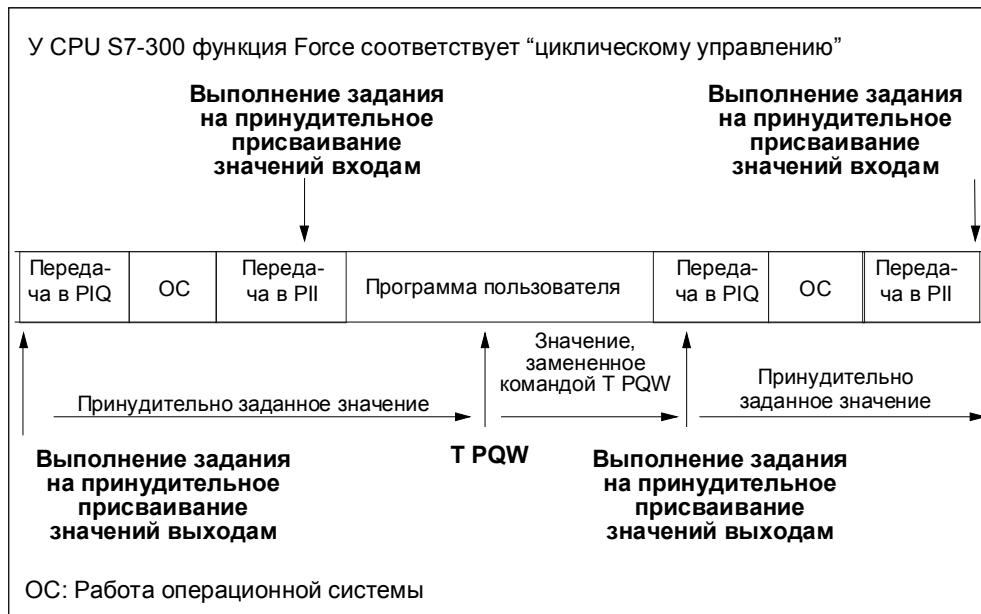 У CPU S7-300 функция Force соответствует “циклическому управлению”
Выполнение задания
на принудительное
присваивание
значений входам
Выполнение задания
на принудительное
присваивание
значений входам
Переда-
ча в PIQ
ОС
Переда-
ча в PII
Программа пользователя
Переда-
ча в PIQ
ОС
Переда-
ча в PII
Принудительно заданное значение
Значение,
замененное
командой T PQW
Принудительно
заданное значение
Выполнение задания
на принудительное
присваивание
значений выходам
T PQW
Выполнение задания
на принудительное
присваивание
значений выходам
ОС: Работа операционной системы